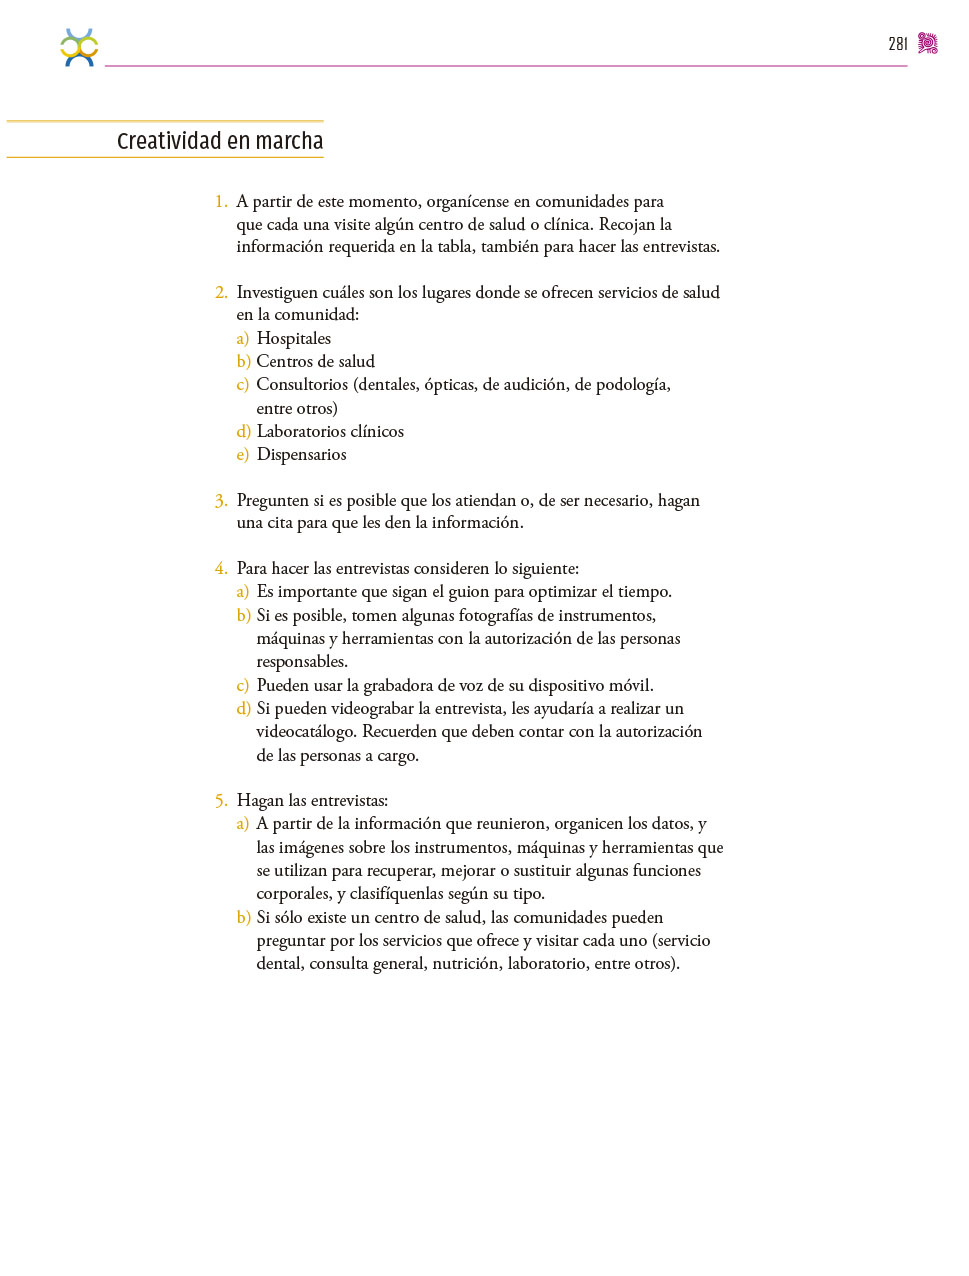 281
Creatividad en marcha
1. A partir de este momento, organícense en comunidades para
que cada una visite algún centro de salud o clínica. Recojan la
información requerida en la tabla, también para hacer las entrevistas.
2. Investiguen cuáles son los lugares donde se ofrecen servicios de salud
en la comunidad:
a) Hospitales
b) Centros de salud
c) Consultorios (dentales, ópticas, de audición, de podología,
entre otros)
d) Laboratorios clínicos
e) Dispensarios
3. Pregunten si es posible que los atiendan o, de ser necesario, hagan
una cita para que les den la información.
4. Para hacer las entrevistas consideren lo siguiente:
a) Es importante que sigan el guion para optimizar el tiempo.
b) Si es posible, tomen algunas fotografías de instrumentos,
máquinas y herramientas con la autorización de las personas
responsables.
c) Pueden usar la grabadora de voz de su dispositivo móvil.
d) Si pueden videograbar la entrevista, les ayudaría a realizar un
videocatálogo. Recuerden que deben contar con la autorización
de las personas a cargo.
5. Hagan las entrevistas:
a) A partir de la información que reunieron, organicen los datos, y
las imágenes sobre los instrumentos, máquinas y herramientas que
se utilizan para recuperar, mejorar o sustituir algunas funciones
corporales, y clasifíquenlas según su tipo.
b) Si sólo existe un centro de salud, las comunidades pueden
preguntar por los servicios que ofrece y visitar cada uno (servicio
dental, consulta general, nutrición, laboratorio, entre otros).